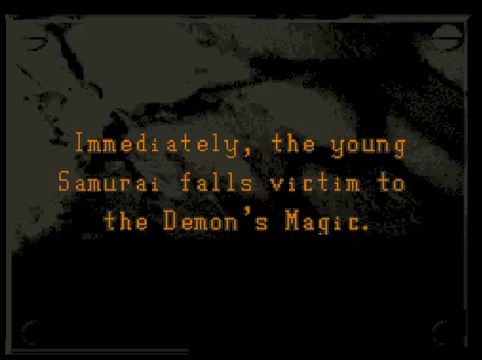 Immediately, the young
Samurai falls victim to
the Demon's Magic.